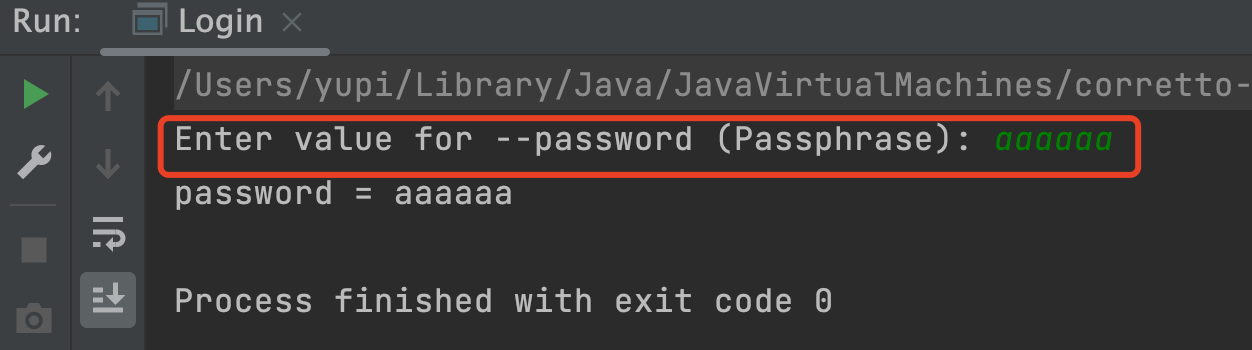 Run: Login
/Users/yupi/Library/Java/JavaVirtualMachines/corretto-
Enter value for --password (Passphrase): aaaaaa
password = aaaaaa
Process finished with exit code 0